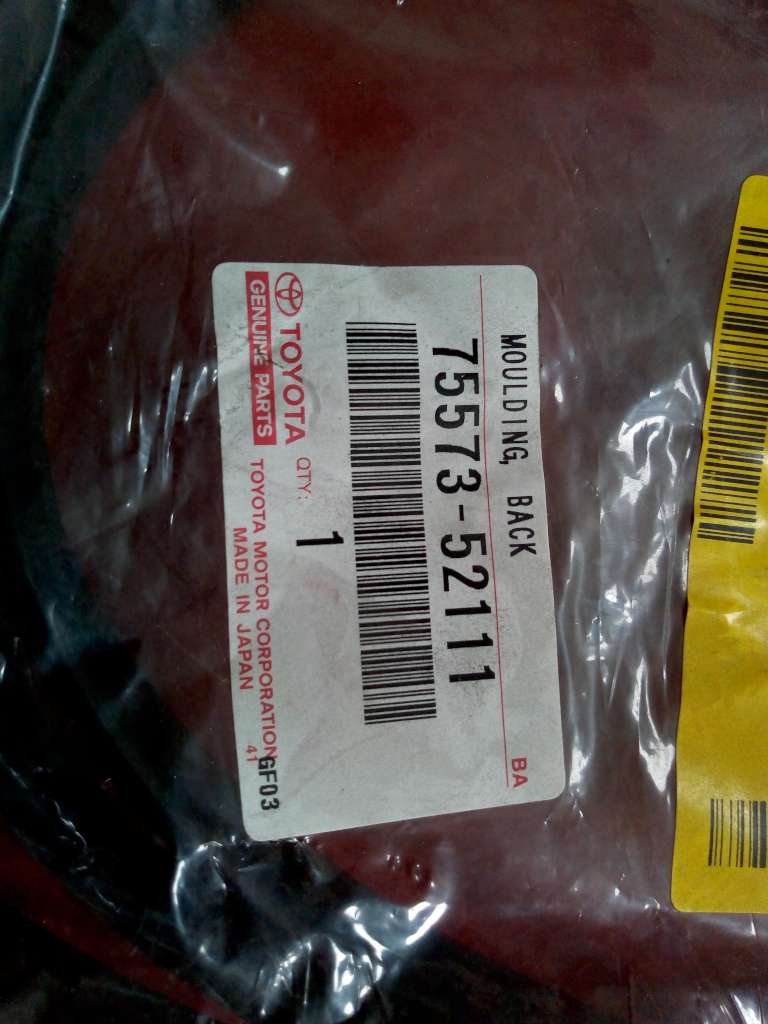 MOULDING, BACK
BA
75573-52111
QTY:
1
TOYOTA
GENUINE PARTS
TOYOTA MOTOR CORPORATION
MADE IN JAPAN
41
GF03